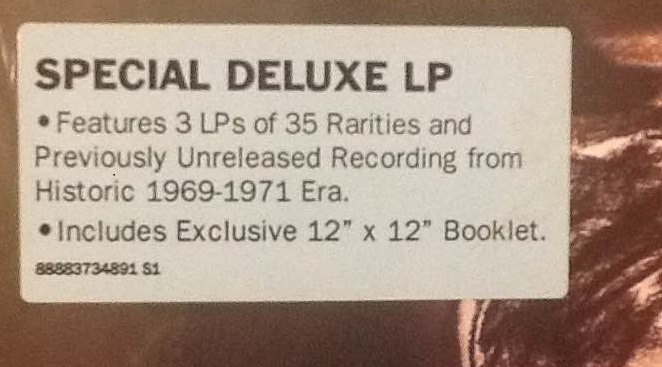 SPECIAL DELUXE LP
• Features 3 LPs of 35 Rarities and
Previously Unreleased Recording from
Historic 1969-1971 Era.
• Includes Exclusive 12" x 12" Booklet.
88883734891 S1